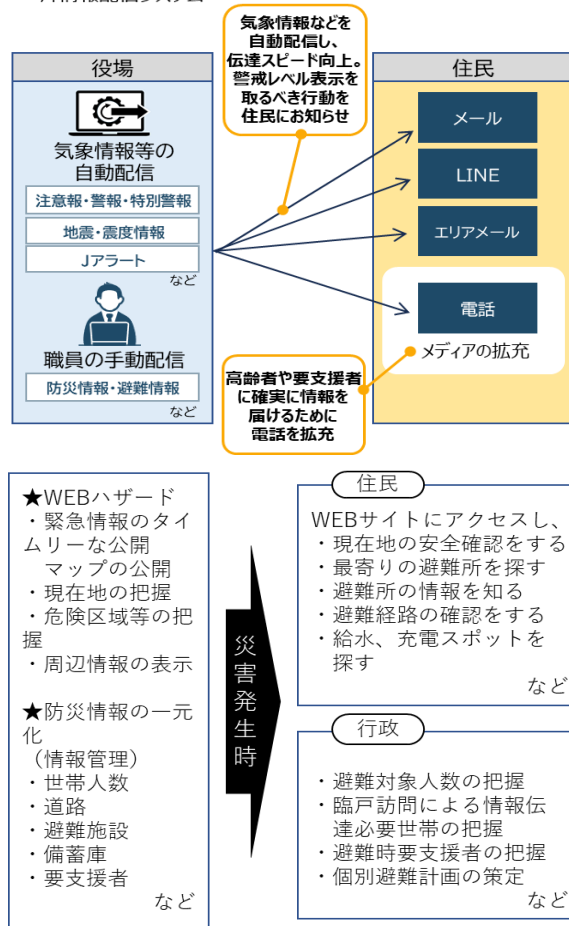 情報配信システム
気象情報などを
自動配信し、
伝達スピード向上。
警戒レベル表示を
取るべき行動を
住民にお知らせ
役場
気象情報等の
自動配信
注意報・警報・特別警報
地震・震度情報
Jアラート
など
職員の手動配信
防災情報・避難情報
など
住民
メール
LINE
エリアメール
電話
メディアの拡充
高齢者や要支援者
に確実に情報を
届けるために
電話を拡充
★WEBハザード
・緊急情報のタイ
ムリーな公開
マップの公開
・現在地の把握
・危険区域等の把
握
・周辺情報の表示
★防災情報の一元
化
（情報管理）
・世帯人数
・道路
・避難施設
・備蓄庫
・要支援者
など
災害発生時
住民
WEBサイトにアクセスし、
・現在地の安全確認をする
・最寄りの避難所を探す
・避難所の情報を知る
・避難経路の確認をする
・給水、充電スポットを
探す
など
行政
・避難対象人数の把握
・臨戸訪問による情報伝
達必要世帯の把握
・避難時要支援者の把握
・個別避難計画の策定
など